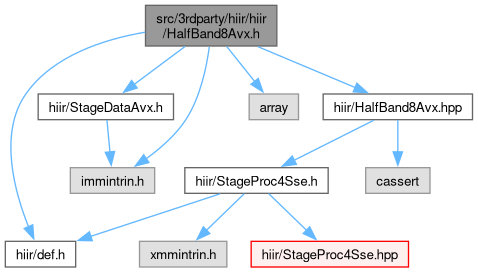 src/3rdparty/hiir/hiir
/HalfBand8Avx.h
hiir/StageDataAvx.h
array
hiir/HalfBand8Avx.hpp
immintrin.h
hiir/StageProc4Sse.h
cassert
hiir/def.h
xmmintrin.h
hiir/StageProc4Sse.hpp